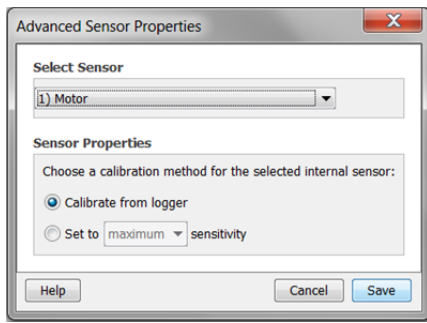 Advanced Sensor Properties
Select Sensor
1) Motor
Sensor Properties
Choose a calibration method for the selected internal sensor:
Calibrate from logger
Set to maximum sensitivity
Help Cancel Save